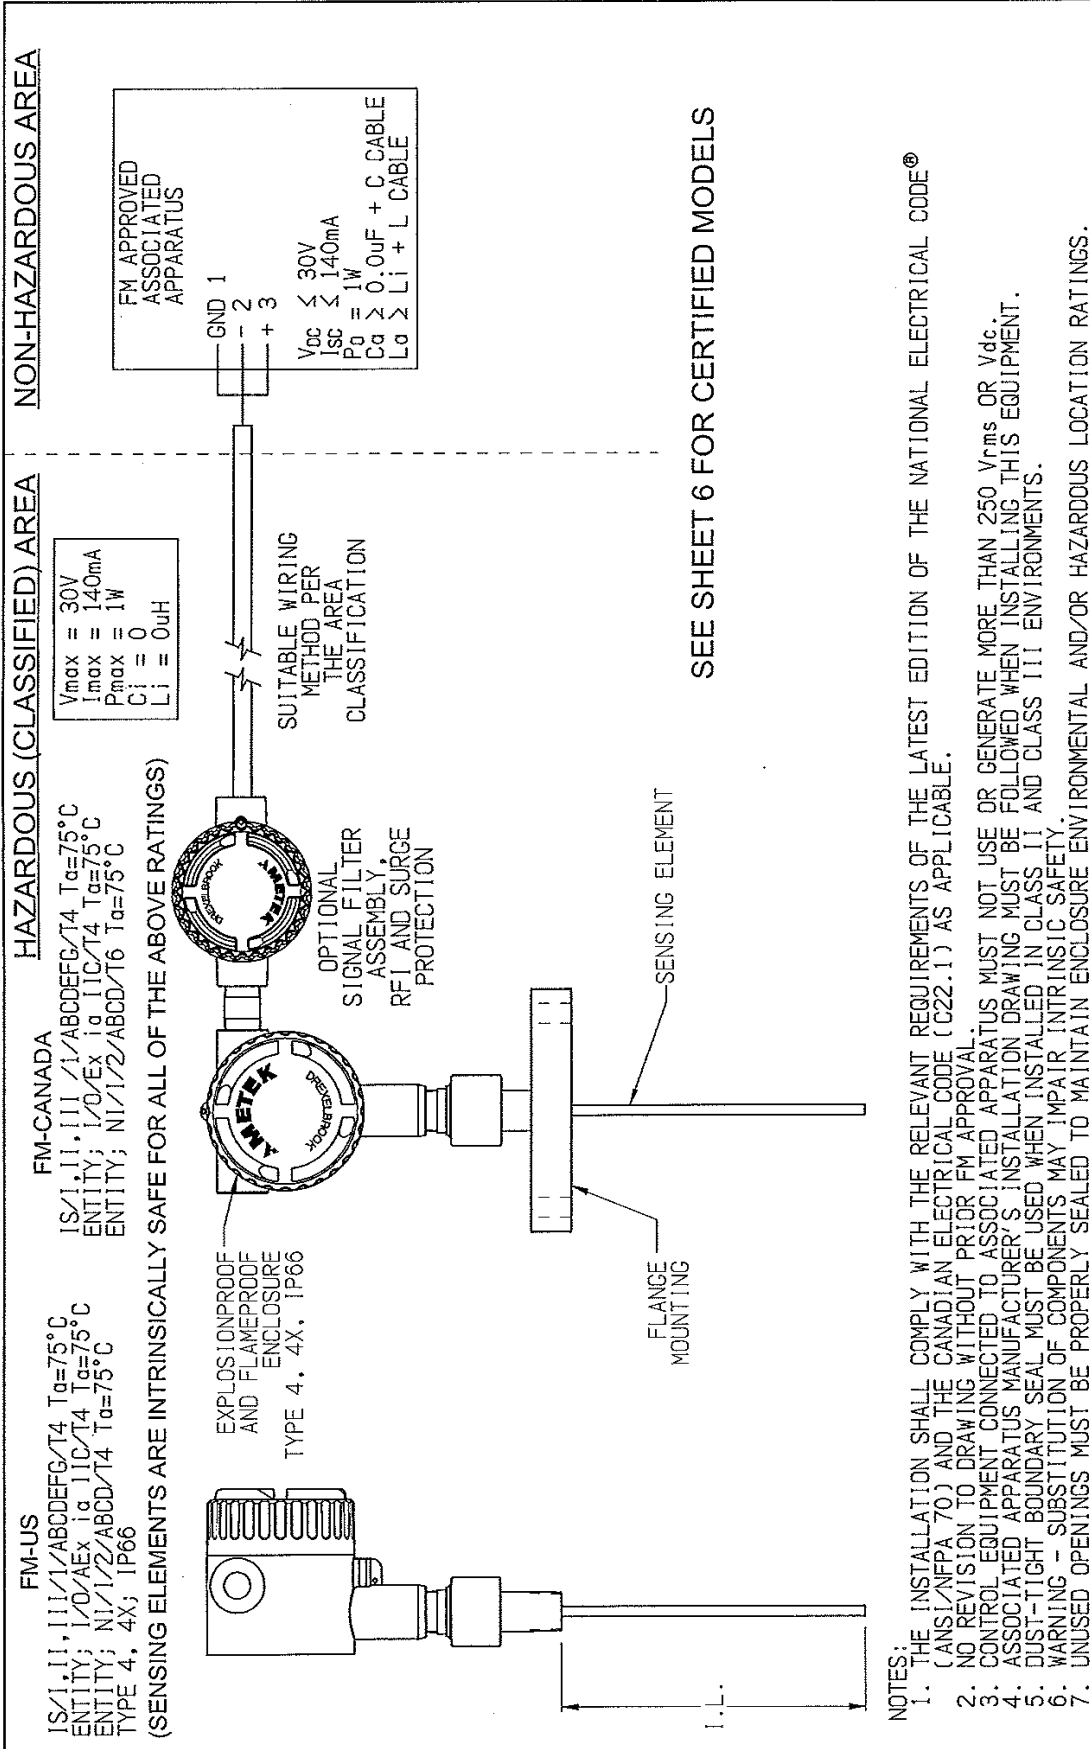 HAZARDOUS (CLASSIFIED) AREA
NON-HAZARDOUS AREA
FM-US
IS/I,II,III/1/ABCDEFG/T4 Ta=75°C
ENTITY; I/0/AEx ia IIC/T4 Ta=75°C
ENTITY; NI/I/2/ABCD/T4 Ta=75°C
TYPE 4, 4X; IP66
FM-CANADA
IS/I,II,III /1/ABCDEFG/T4 Ta=75°C
ENTITY; I/0/Ex ia IIC/T4 Ta=75°C
ENTITY; NI/I/2/ABCD/T6 Ta=75°C
(SENSING ELEMENTS ARE INTRINSICALLY SAFE FOR ALL OF THE ABOVE RATINGS)
Vmax = 30V
Imax = 140mA
Pmax = 1W
Ci = 0
Li = 0uH
FM APPROVED
ASSOCIATED
APPARATUS
GND 1
- 2
+ 3
Voc ≤ 30V
Isc ≤ 140mA
Po = 1W
Ca ≥ 0.0uF + C CABLE
La ≥ Li + L CABLE
EXPLOSIONPROOF
AND FLAMEPROOF
ENCLOSURE
TYPE 4, 4X, IP66
AMETEK
DREXELBROOK
DREXELBROOK
AMETEK
OPTIONAL
SIGNAL FILTER
ASSEMBLY,
RFI AND SURGE
PROTECTION
SUITABLE WIRING
METHOD PER
THE AREA
CLASSIFICATION
I.L.
FLANGE
MOUNTING
SENSING ELEMENT
SEE SHEET 6 FOR CERTIFIED MODELS
NOTES:
1. THE INSTALLATION SHALL COMPLY WITH THE RELEVANT REQUIREMENTS OF THE LATEST EDITION OF THE NATIONAL ELECTRICAL CODE®
(ANSI/NFPA 70) AND THE CANADIAN ELECTRICAL CODE (C22.1) AS APPLICABLE.
2. NO REVISION TO DRAWING WITHOUT PRIOR FM APPROVAL.
3. CONTROL EQUIPMENT CONNECTED TO ASSOCIATED APPARATUS MUST NOT USE OR GENERATE MORE THAN 250 Vrms OR Vdc.
4. ASSOCIATED APPARATUS MANUFACTURER'S INSTALLATION DRAWING MUST BE FOLLOWED WHEN INSTALLING THIS EQUIPMENT.
5. DUST-TIGHT BOUNDARY SEAL MUST BE USED WHEN INSTALLED IN CLASS II AND CLASS III ENVIRONMENTS.
6. WARNING - SUBSTITUTION OF COMPONENTS MAY IMPAIR INTRINSIC SAFETY.
7. UNUSED OPENINGS MUST BE PROPERLY SEALED TO MAINTAIN ENCLOSURE ENVIRONMENTAL AND/OR HAZARDOUS LOCATION RATINGS.